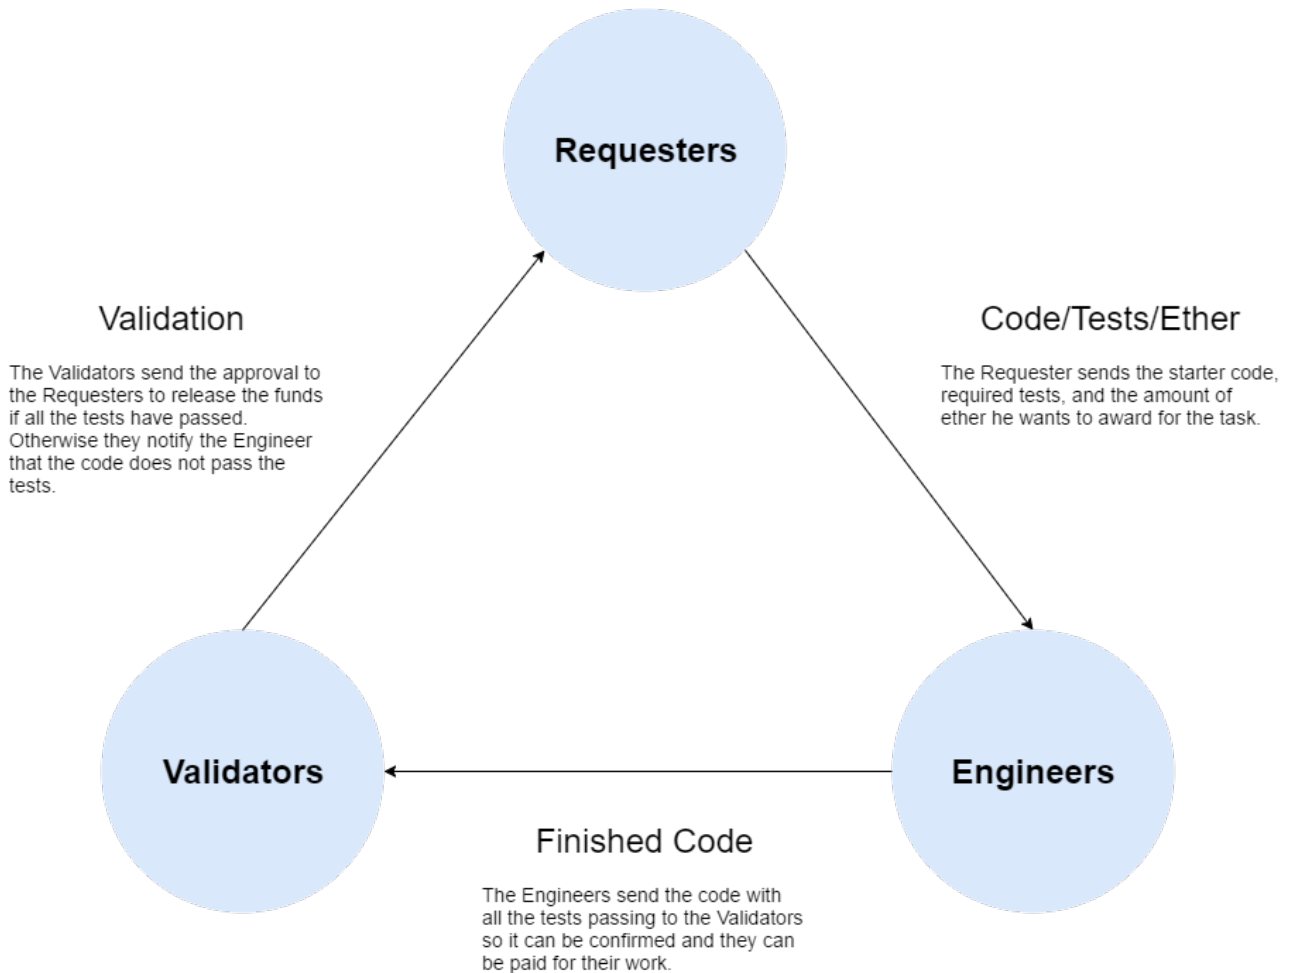 Requesters
Validation
The Validators send the approval to
the Requesters to release the funds
if all the tests have passed.
Otherwise they notify the Engineer
that the code does not pass the
tests.
Code/Tests/Ether
The Requester sends the starter code,
required tests, and the amount of
ether he wants to award for the task.
Validators
Engineers
Finished Code
The Engineers send the code with
all the tests passing to the Validators
so it can be confirmed and they can
be paid for their work.